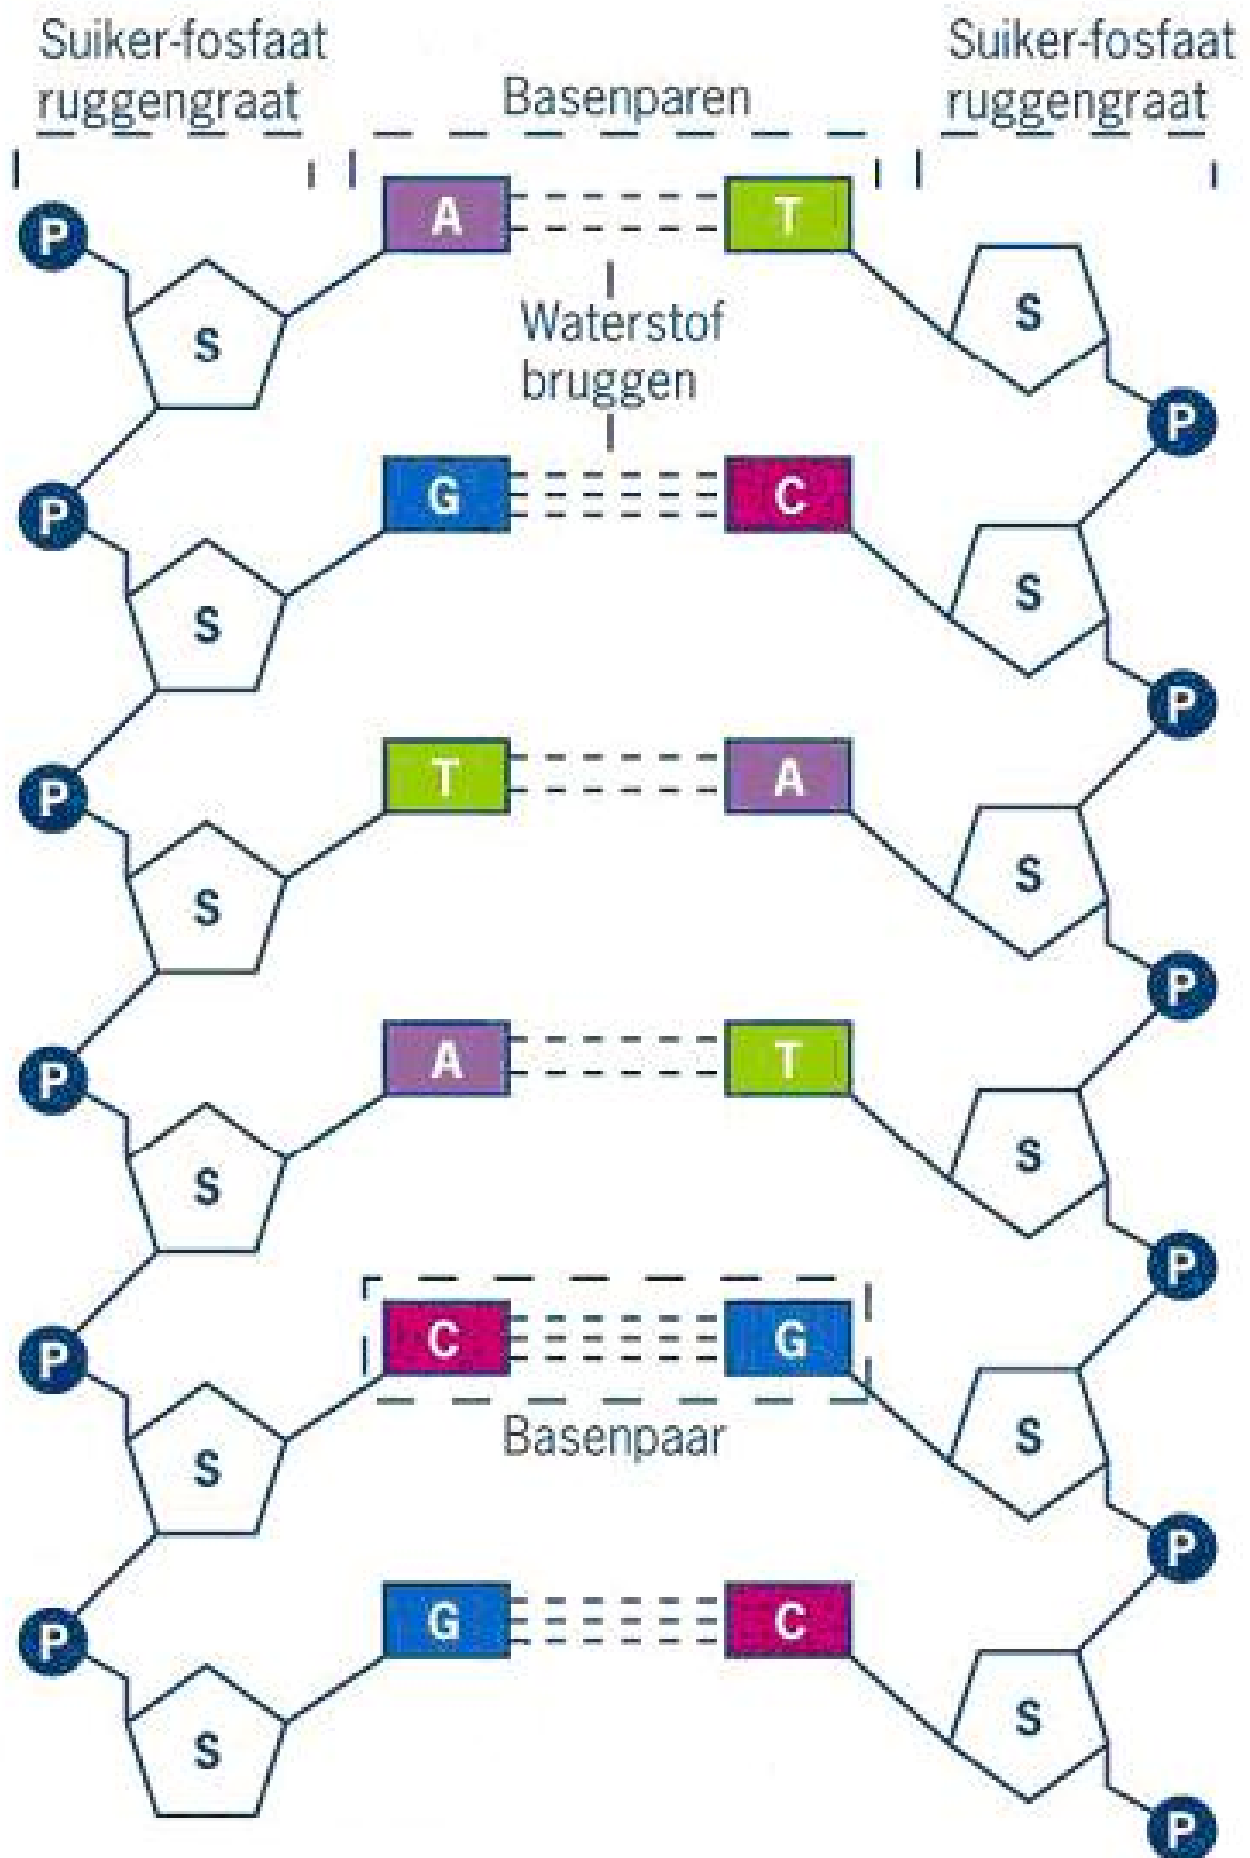 Suiker-fosfaat
ruggengraat
Basenparen
Suiker-fosfaat
ruggengraat
A T
P
S S
Waterstof
bruggen
P
G C
P
S S
P
T A
P
S S
P
A T
P
S S
P
C G
P
Basenpaar
S S
P
G C
P
S S
P